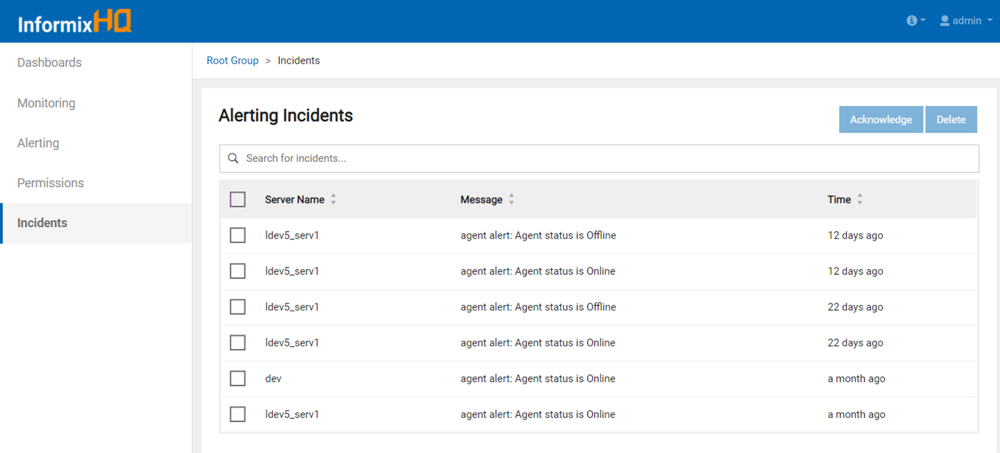 InformixHQ
admin
Dashboards
Monitoring
Alerting
Permissions
Incidents
Root Group > Incidents
Alerting Incidents
Acknowledge
Delete
Search for incidents...
Server Name Message Time
ldev5_serv1 agent alert: Agent status is Offline 12 days ago
ldev5_serv1 agent alert: Agent status is Online 12 days ago
ldev5_serv1 agent alert: Agent status is Offline 22 days ago
ldev5_serv1 agent alert: Agent status is Online 22 days ago
dev agent alert: Agent status is Online a month ago
ldev5_serv1 agent alert: Agent status is Online a month ago